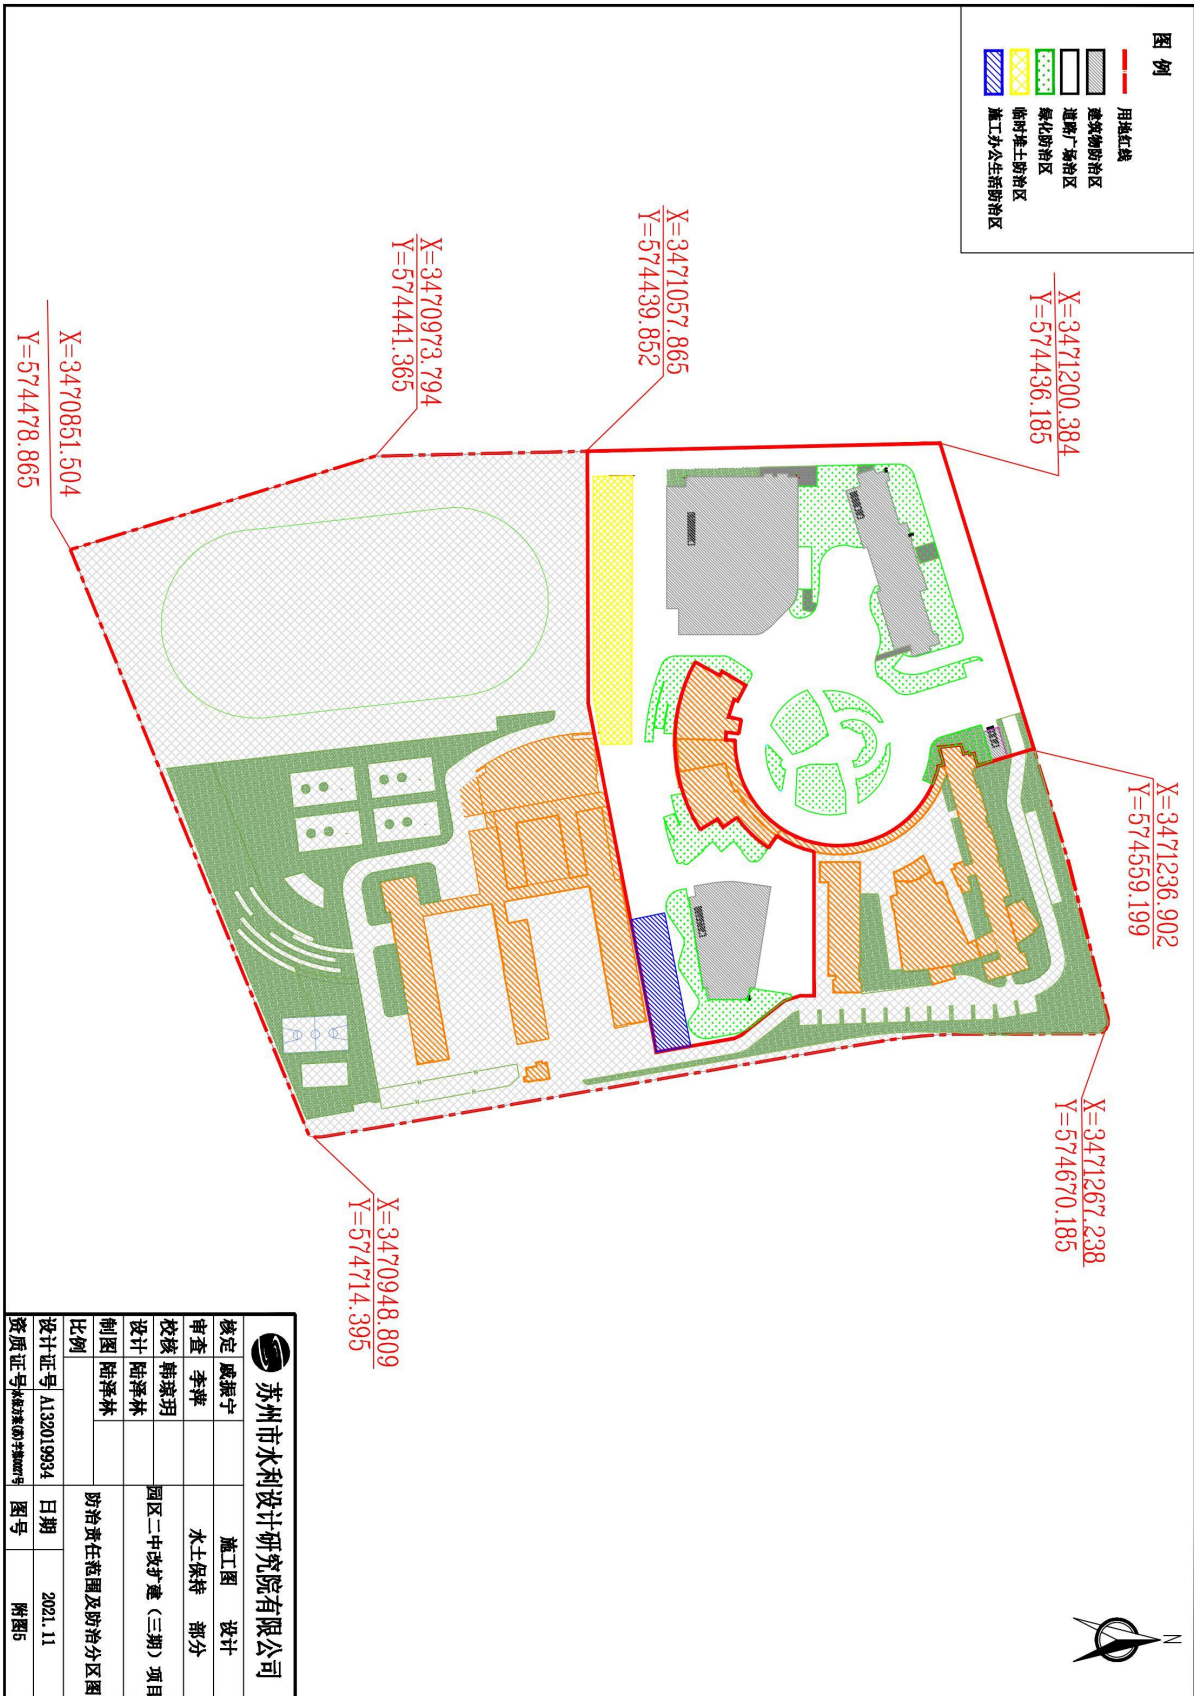 图 例
用地红线
建筑物防治区
道路广场治区
绿化防治区
临时堆土防治区
施工办公生活防治区
X=3471200.384
Y=574436.185
X=3471057.865
Y=574439.852
X=3470973.794
Y=574441.365
X=3470851.504
Y=574478.865
X=3471236.902
Y=574559.199
X=3471267.238
Y=574670.185
X=3470948.809
Y=574714.395
N
苏州市水利设计研究院有限公司
核定 戚振宁 施工图 设计
审查 李萍 水土保持 部分
校核 韩琼玥 园区二中改扩建（三期）项目
设计 陆泽林
制图 陆泽林 防治责任范围及防治分区图
比例
设计证号 A132019934 日期 2021.11
资质证号 图号 附图5